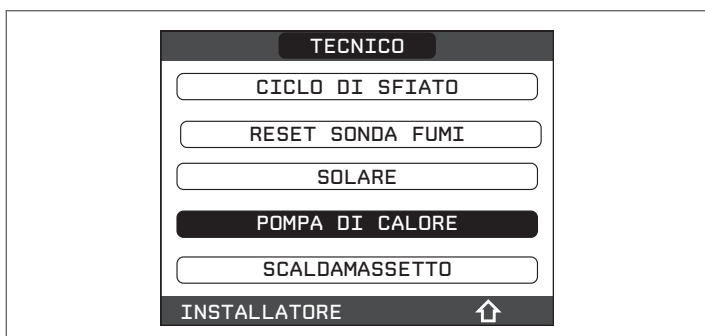 TECNICO
CICLO DI SFIATO
RESET SONDA FUMI
SOLARE
POMPA DI CALORE
SCALDAMASSETTO
INSTALLATORE